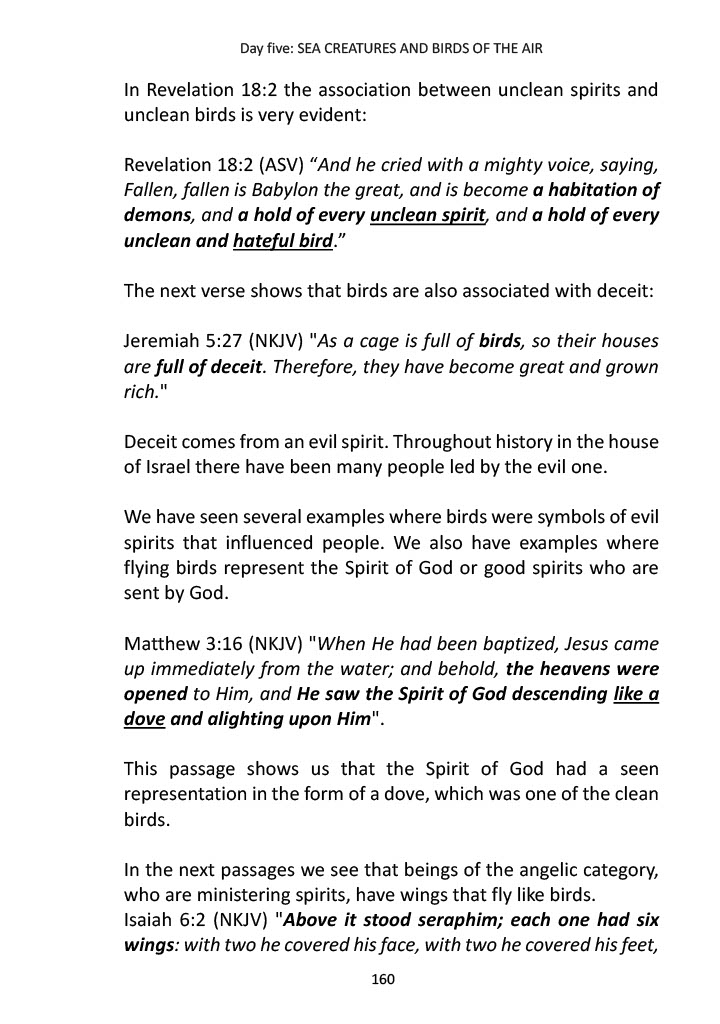 Day five: SEA CREATURES AND BIRDS OF THE AIR
In Revelation 18:2 the association between unclean spirits and
unclean birds is very evident:
Revelation 18:2 (ASV) “And he cried with a mighty voice, saying,
Fallen, fallen is Babylon the great, and is become a habitation of
demons, and a hold of every unclean spirit, and a hold of every
unclean and hateful bird.”
The next verse shows that birds are also associated with deceit:
Jeremiah 5:27 (NKJV) "As a cage is full of birds, so their houses
are full of deceit. Therefore, they have become great and grown
rich."
Deceit comes from an evil spirit. Throughout history in the house
of Israel there have been many people led by the evil one.
We have seen several examples where birds were symbols of evil
spirits that influenced people. We also have examples where
flying birds represent the Spirit of God or good spirits who are
sent by God.
Matthew 3:16 (NKJV) "When He had been baptized, Jesus came
up immediately from the water; and behold, the heavens were
opened to Him, and He saw the Spirit of God descending like a
dove and alighting upon Him".
This passage shows us that the Spirit of God had a seen
representation in the form of a dove, which was one of the clean
birds.
In the next passages we see that beings of the angelic category,
who are ministering spirits, have wings that fly like birds.
Isaiah 6:2 (NKJV) "Above it stood seraphim; each one had six
wings: with two he covered his face, with two he covered his feet,
160